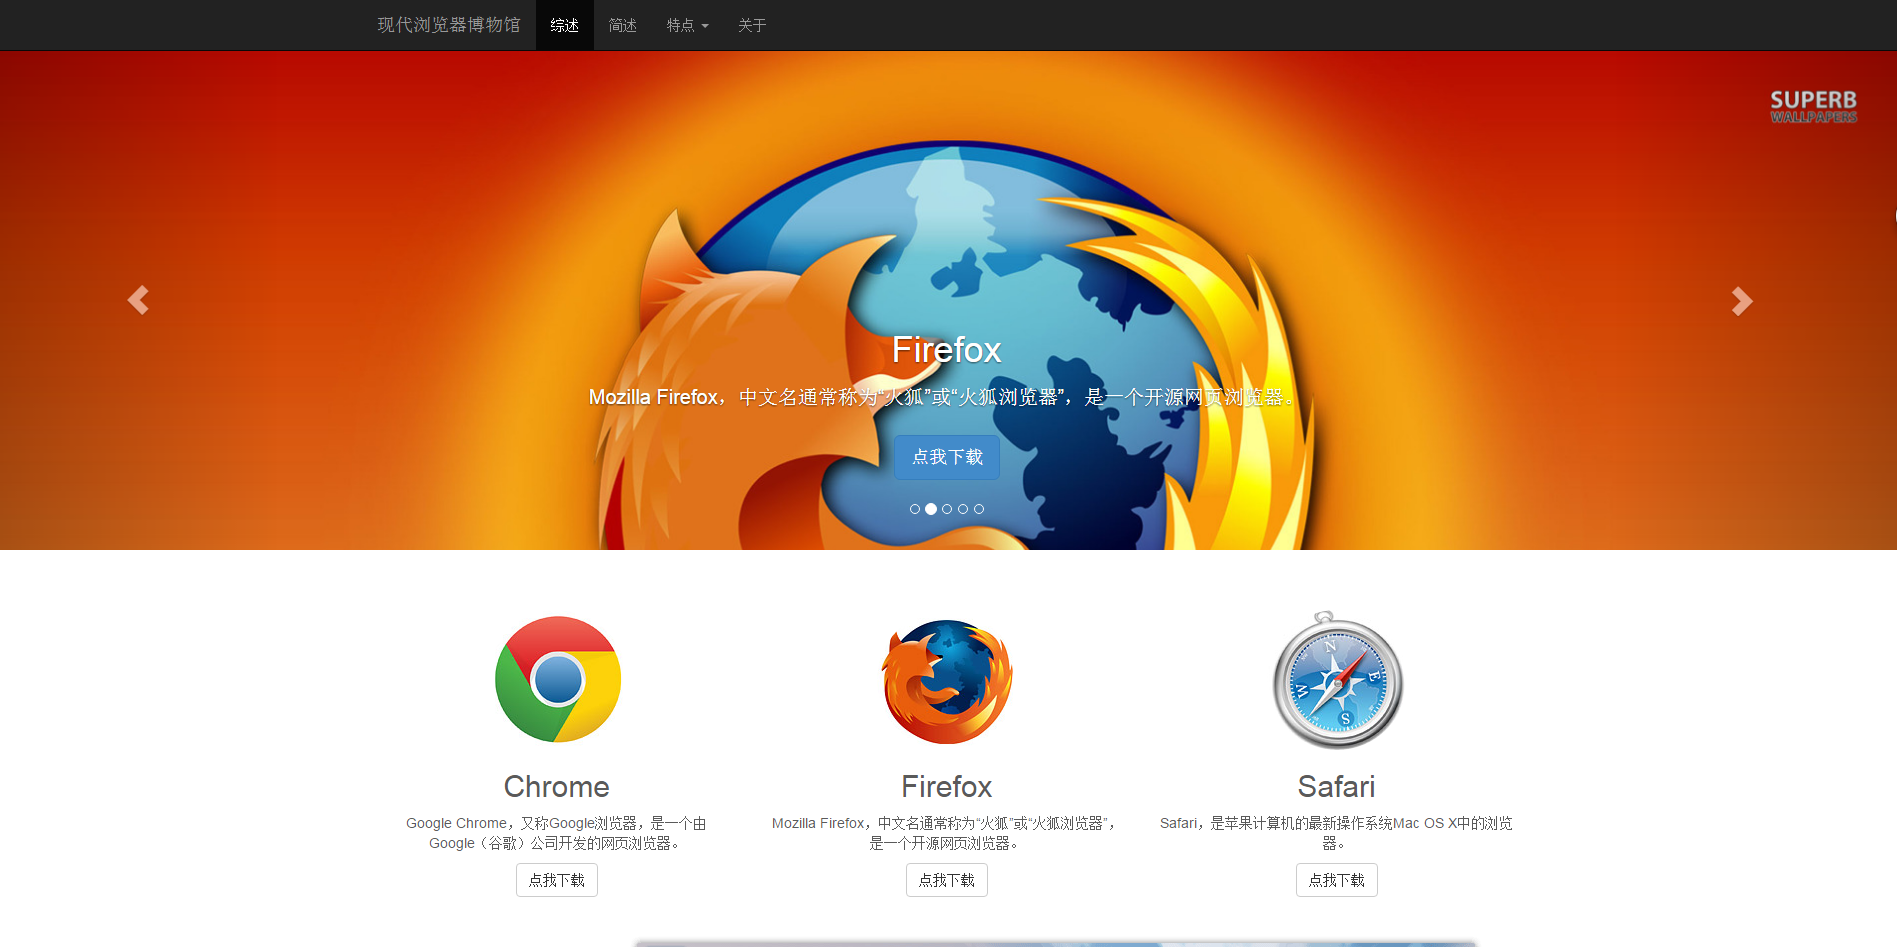 现代浏览器博物馆 综述 简述 特点 关于
SUPERB
WALLPAPERS
Firefox
Mozilla Firefox，中文名通常称为“火狐”或“火狐浏览器”，是一个开源网页浏览器。
点我下载
N
E
W
S
Chrome Firefox Safari
Google Chrome，又称Google浏览器，是一个由
Google（谷歌）公司开发的网页浏览器。
Mozilla Firefox，中文名通常称为“火狐”或“火狐浏览器”，
是一个开源网页浏览器。
Safari，是苹果计算机的最新操作系统Mac OS X中的浏览
器。
点我下载 点我下载 点我下载